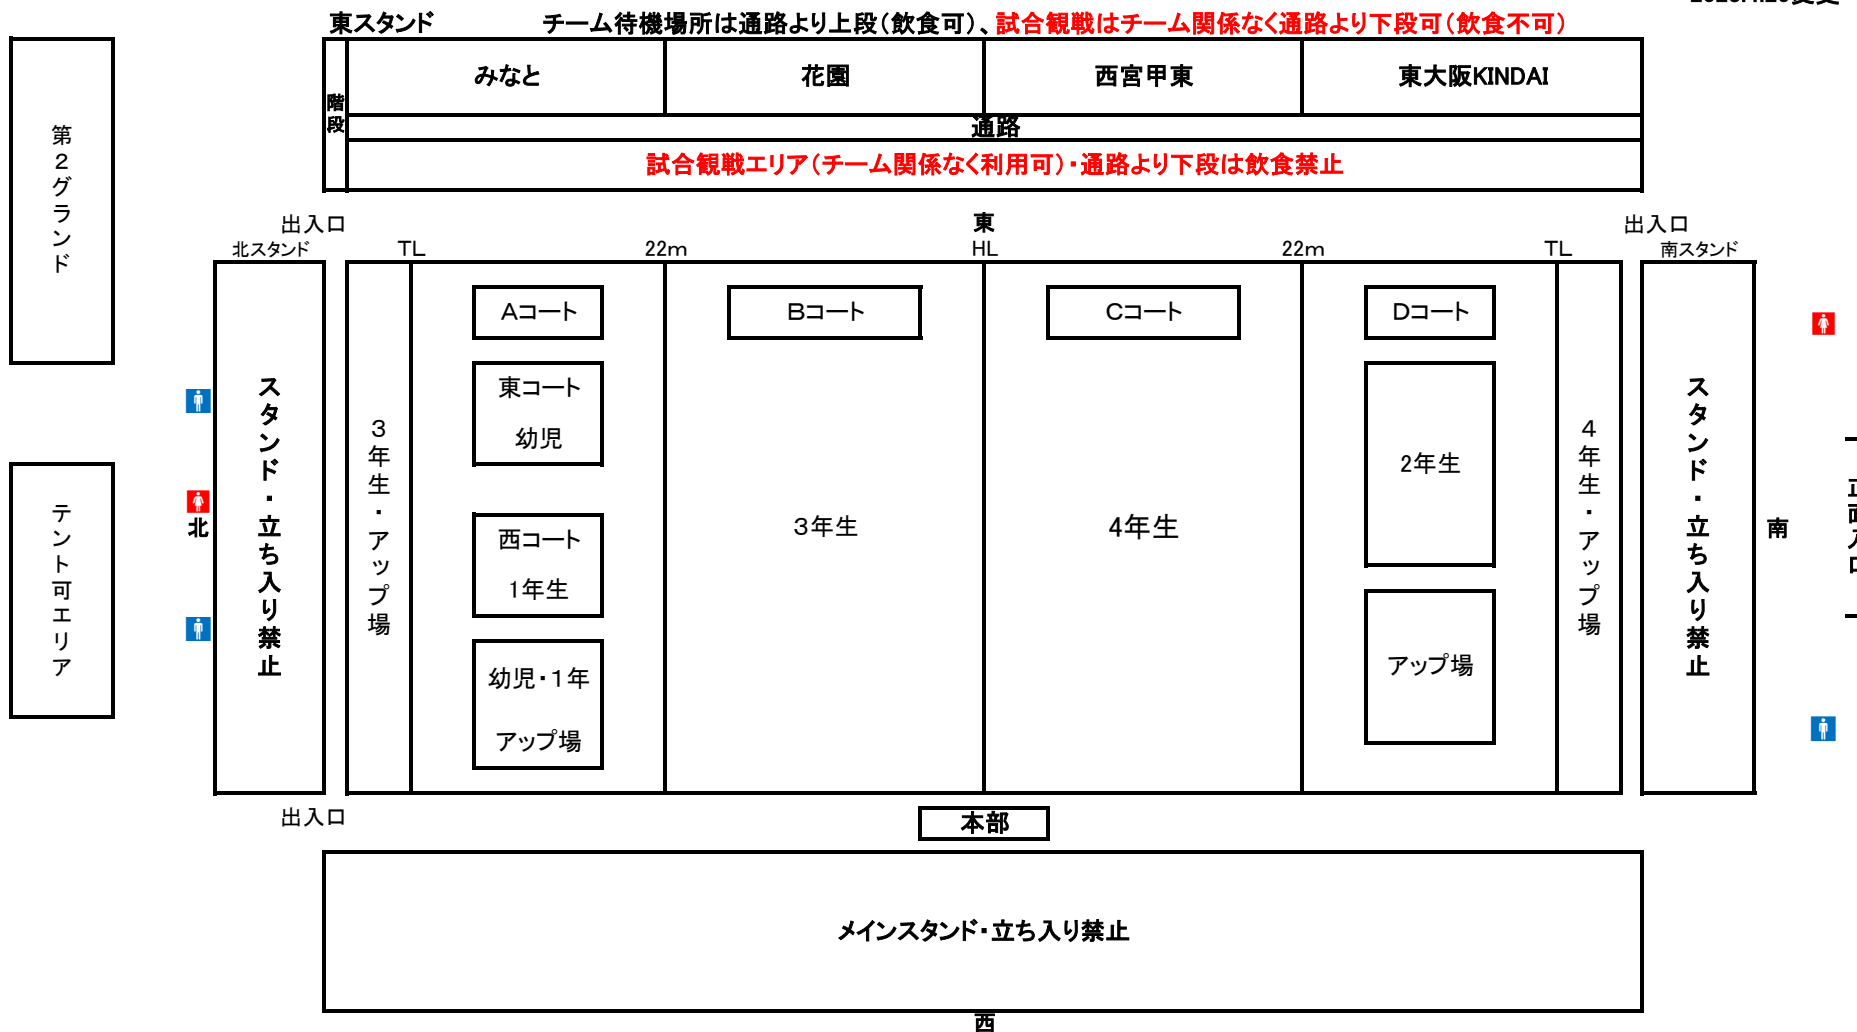 東スタンド チーム待機場所は通路より上段(飲食可)、試合観戦はチーム関係なく通路より下段可(飲食不可)
みなと 花園 西宮甲東 東大阪KINDAI
階段
通路
試合観戦エリア(チーム関係なく利用可)・通路より下段は飲食禁止
第2グランド
出入口 東 出入口
北スタンド TL 22m HL 22m TL 南スタンド
Aコート Bコート Cコート Dコート
東コート
幼児
スタンド・立ち入り禁止
3年生・アップ場
2年生
4年生・アップ場
スタンド・立ち入り禁止
テント可エリア
北
西コート
1年生
3年生
4年生
南
正面入口
幼児・1年
アップ場
アップ場
出入口
本部
メインスタンド・立ち入り禁止
西